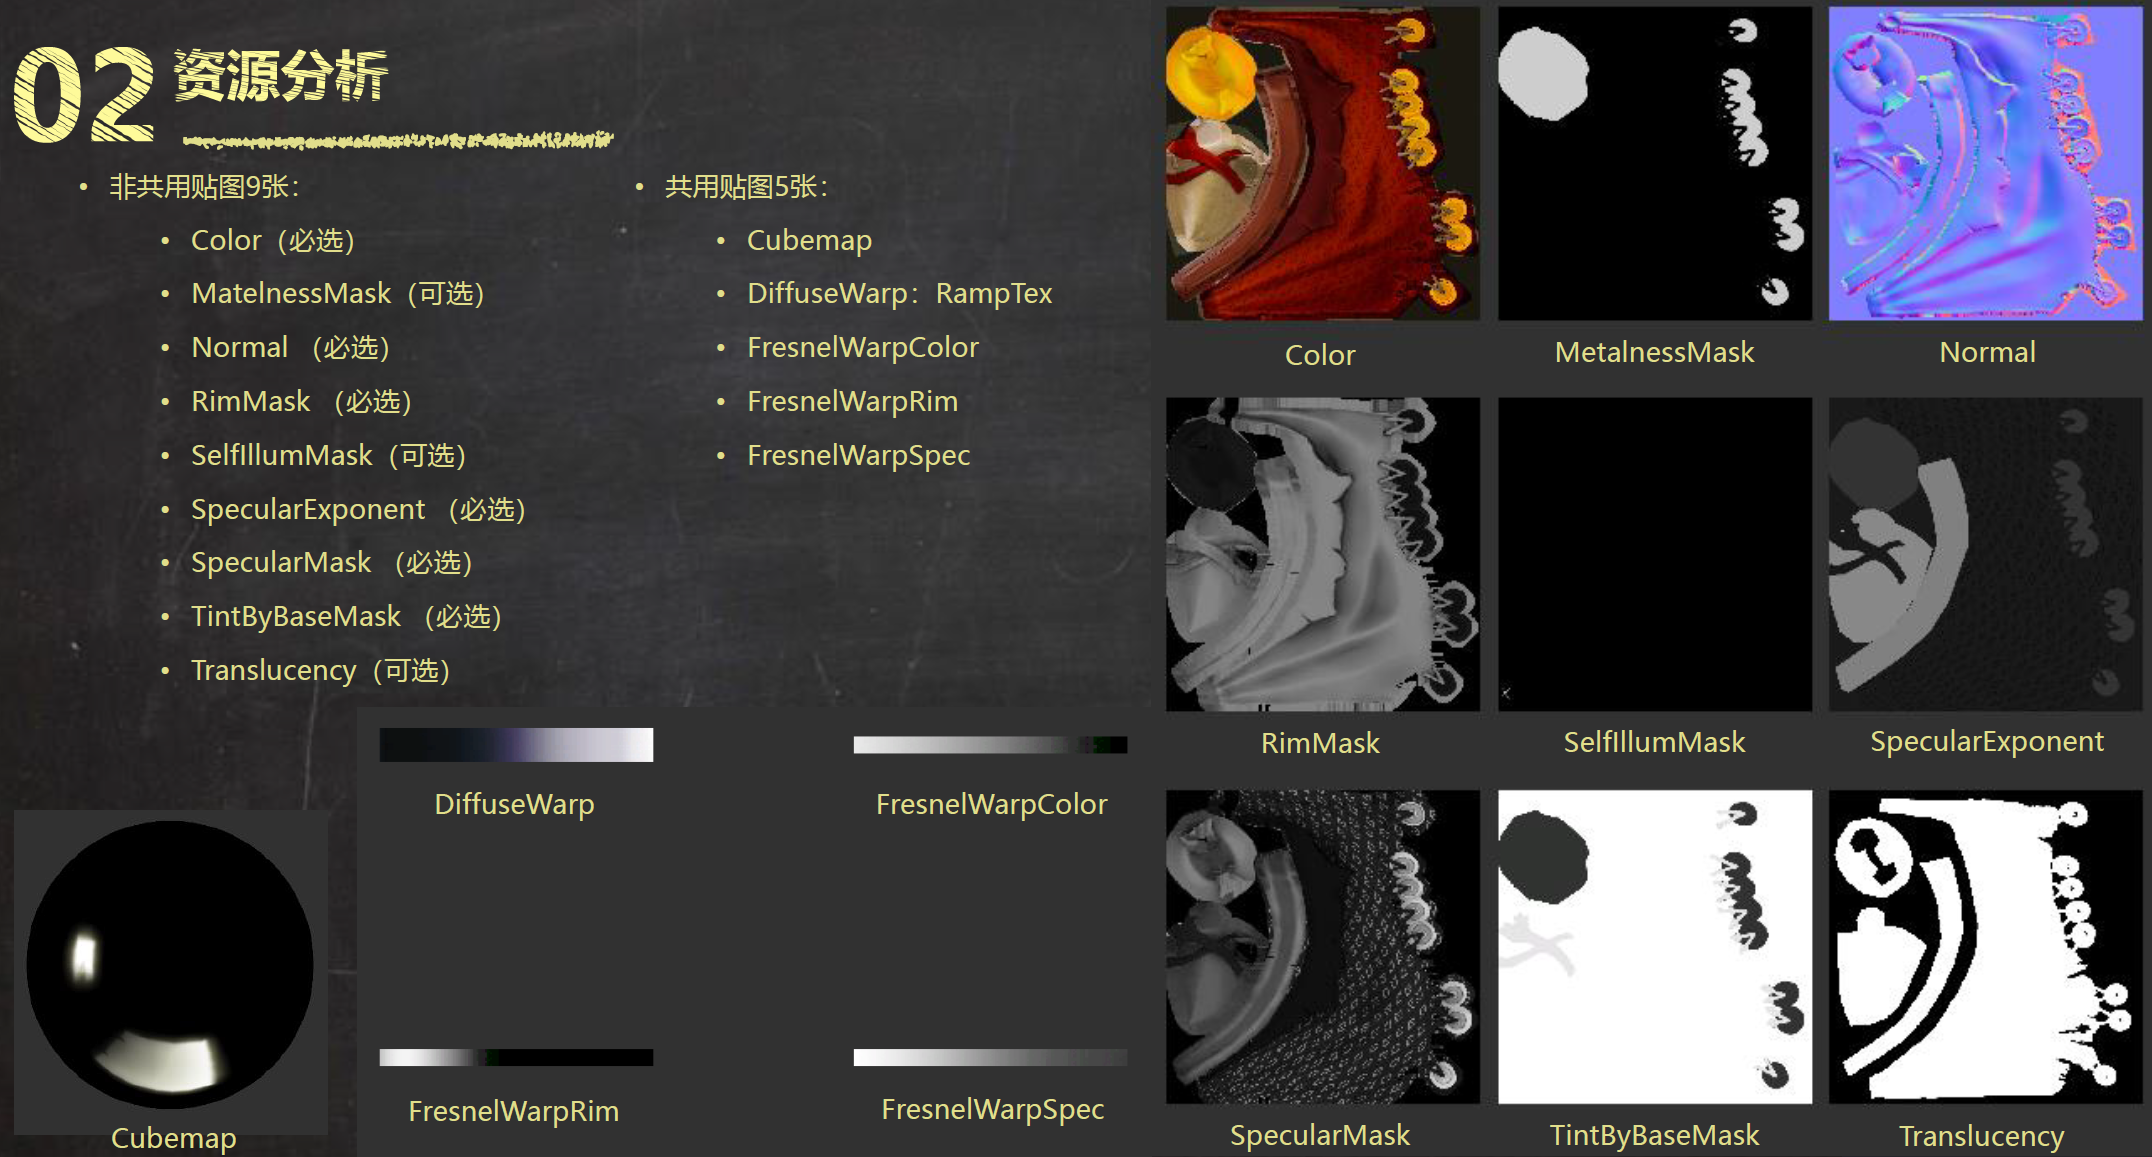 02 资源分析
• 非共用贴图9张：
• Color（必选）
• MatelnessMask（可选）
• Normal （必选）
• RimMask （必选）
• SelfIllumMask（可选）
• SpecularExponent （必选）
• SpecularMask （必选）
• TintByBaseMask （必选）
• Translucency（可选）
• 共用贴图5张：
• Cubemap
• DiffuseWarp：RampTex
• FresnelWarpColor
• FresnelWarpRim
• FresnelWarpSpec
Color
MetalnessMask
Normal
RimMask
SelfIllumMask
SpecularExponent
SpecularMask
TintByBaseMask
Translucency
DiffuseWarp
FresnelWarpColor
FresnelWarpRim
FresnelWarpSpec
Cubemap